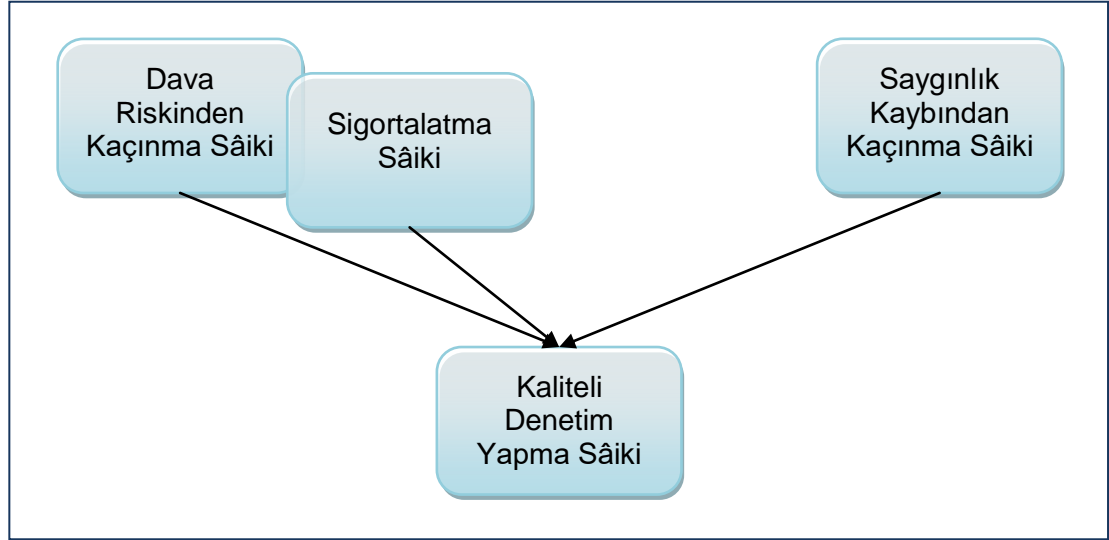 Dava
Riskinden
Kaçınma Sâiki
Sigortalatma
Sâiki
Saygınlık
Kaybından
Kaçınma Sâiki
Kaliteli
Denetim
Yapma Sâiki